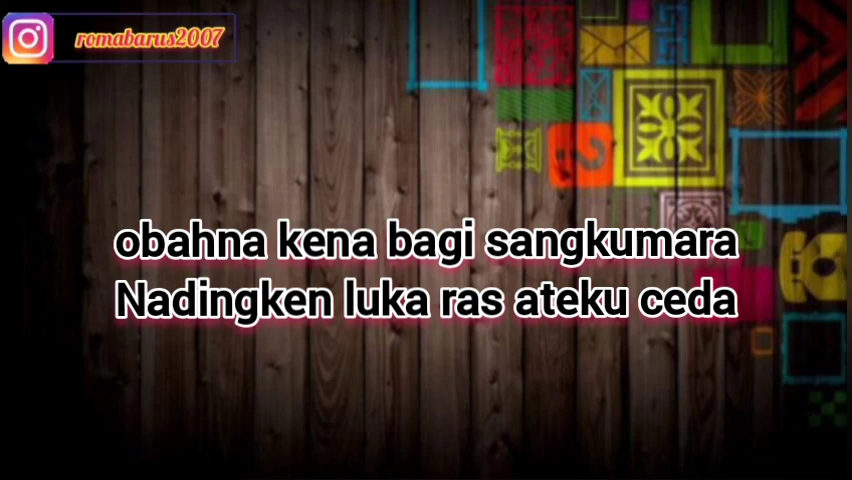 romabarus2007
obahna kena bagi sangkumara
Nadingken luka ras ateku ceda